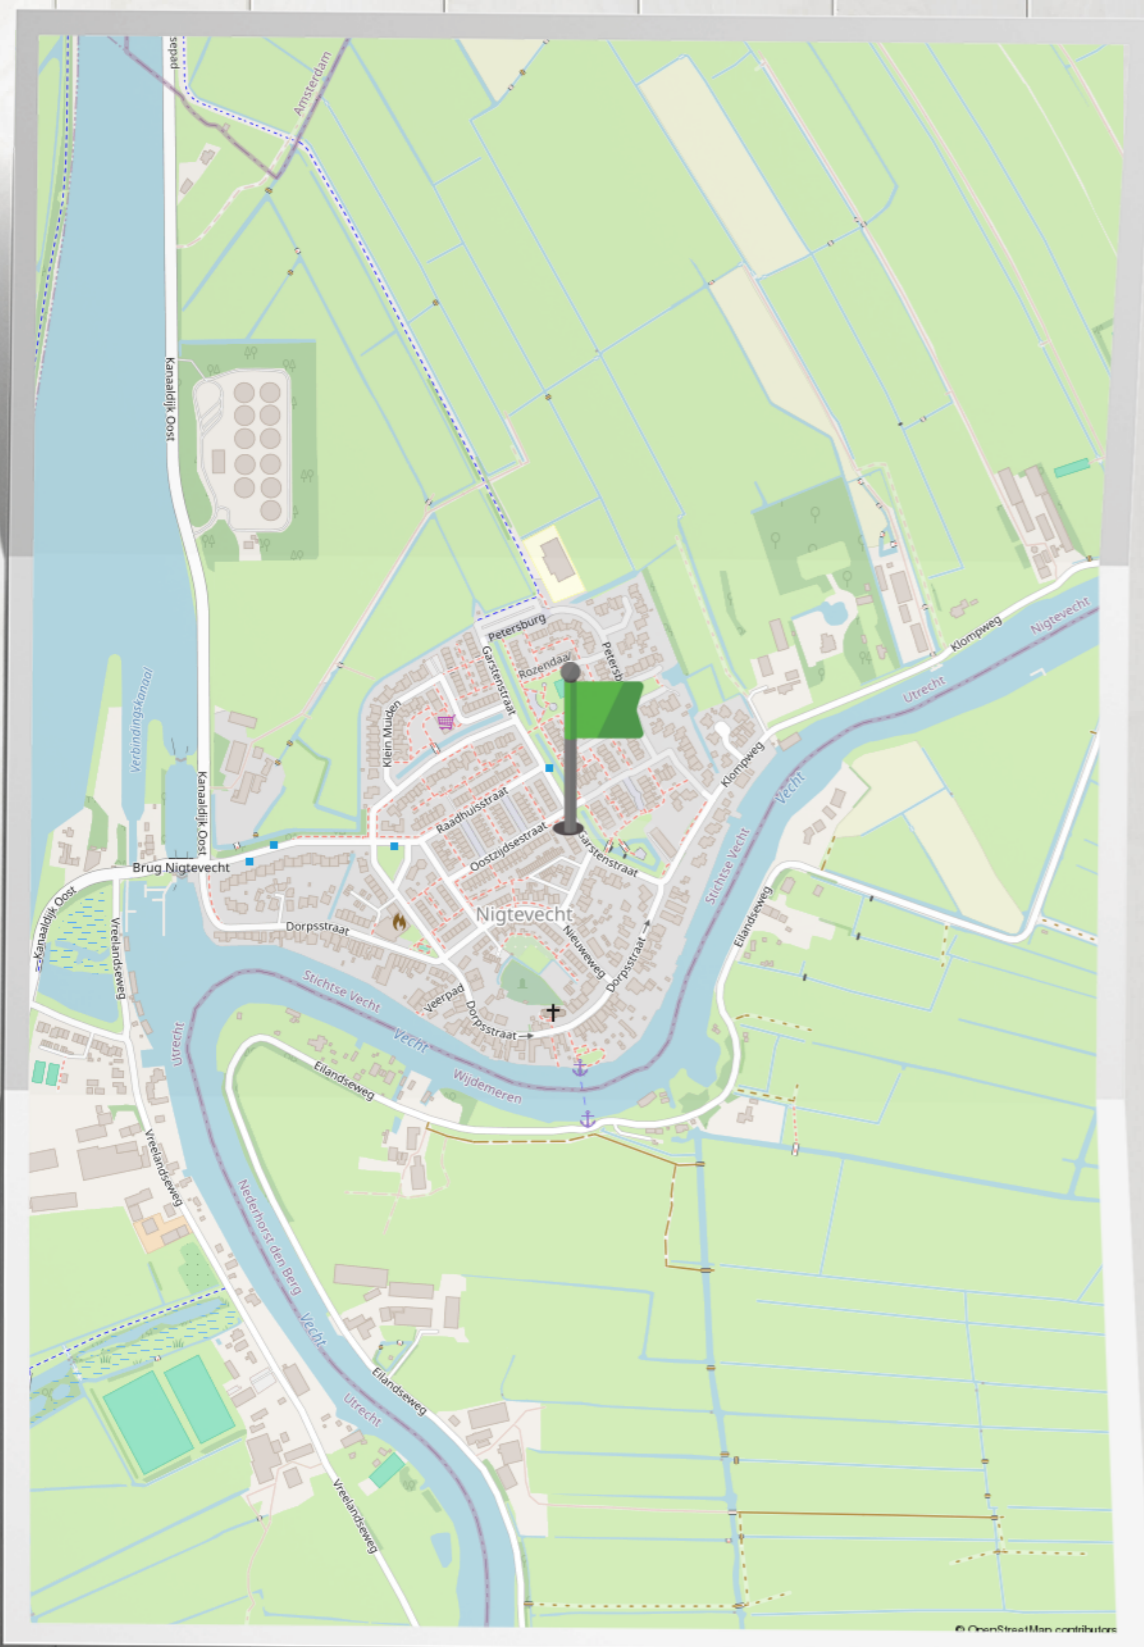 sepad
Amsterdam
Kanaaldijk Oost
Petersburg
Garstenstraat
Rozendaal
Petersb
Nigtevecht
Klompweg
Utrecht
Verbindingskanaal
Klein Muiden
Kanaaldijk Oost
Klompweg
Vecht
Raadhuisstraat
Oostzijdsestraat
Garstenstraat
Stichtse Vecht
Brug Nigtevecht
Kanaaldijk Oost
Vreelandseweg
Dorpsstraat
Nigtevecht
Nieuweweg
Dorpsstraat
Eilandseweg
Stichtse Vecht
Veerpad
Dorpsstraat
Utrecht
Vecht
Wijdemeren
Eilandseweg
Vreelandseweg
Nederhorst den Berg
Vecht
Eilandseweg
Utrecht
Vreelandseweg
© OpenStreetMap contributors